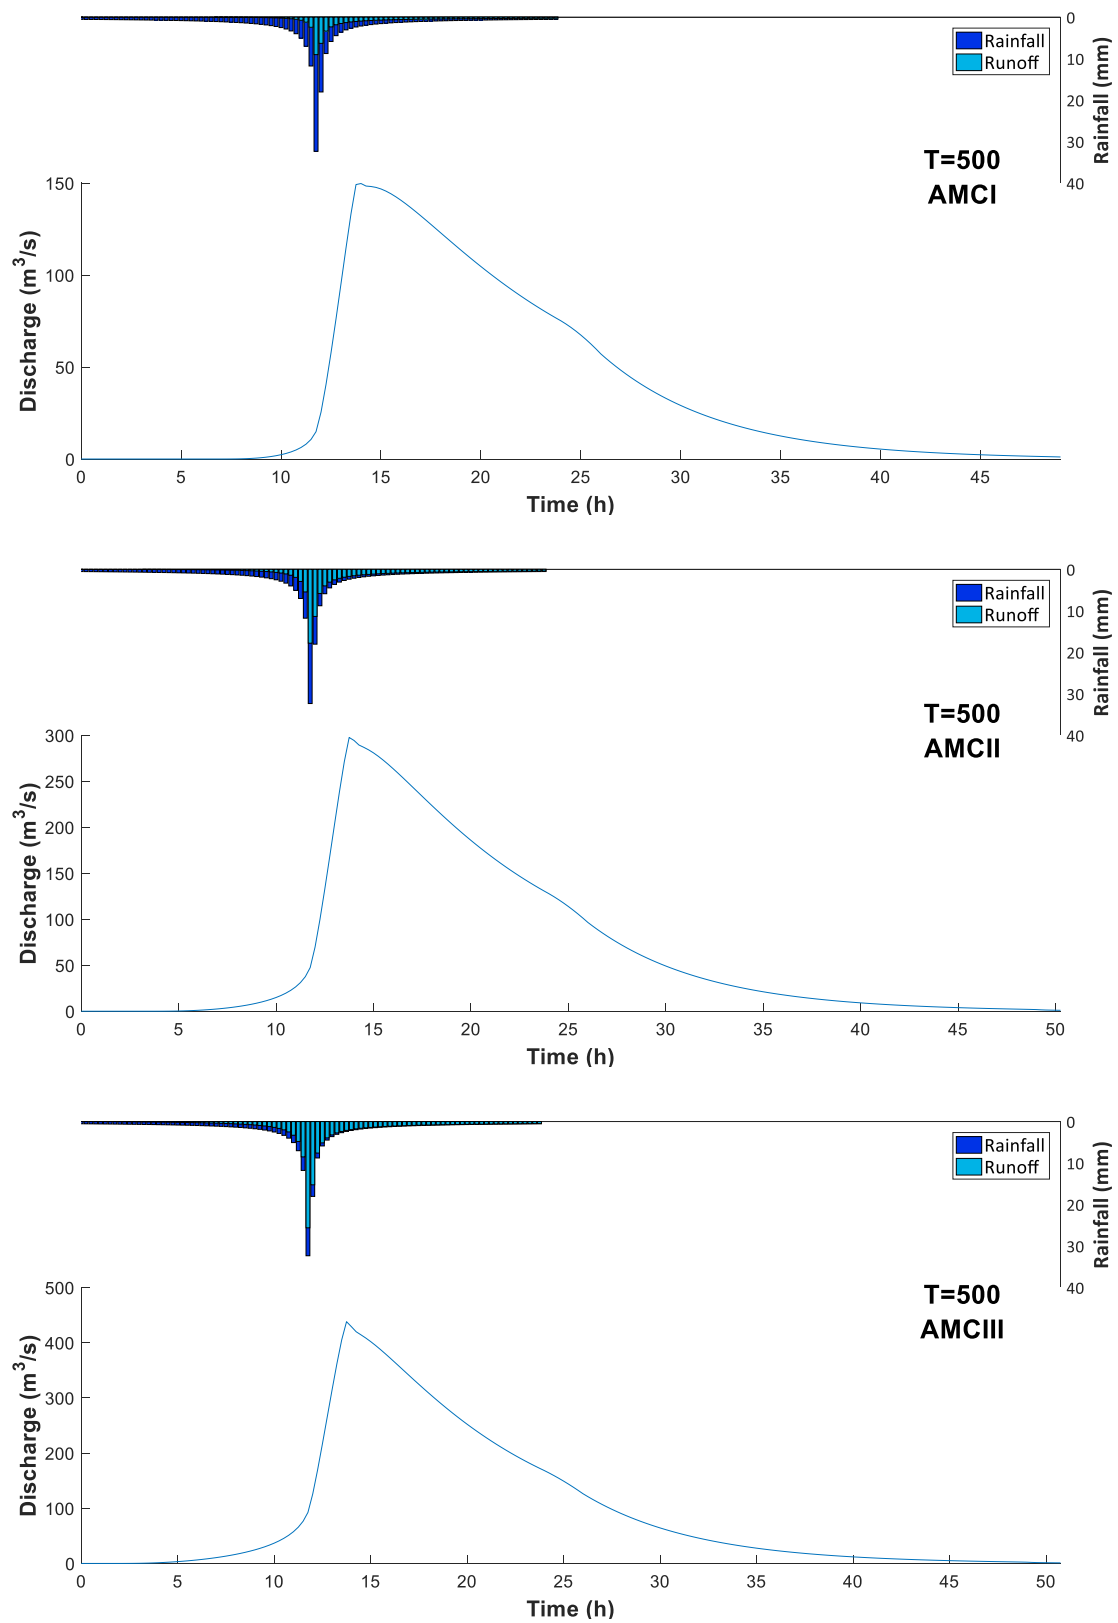 0
10
20
30
40
Rainfall (mm)
Rainfall
Runoff
T=500
AMCI
150
100
50
0
Discharge (m³/s)
0 5 10 15 20 25 30 35 40 45
Time (h)
0
10
20
30
40
Rainfall (mm)
Rainfall
Runoff
T=500
AMCII
300
250
200
150
100
50
0
Discharge (m³/s)
0 5 10 15 20 25 30 35 40 45 50
Time (h)
0
10
20
30
40
Rainfall (mm)
Rainfall
Runoff
T=500
AMCIII
500
400
300
200
100
0
Discharge (m³/s)
0 5 10 15 20 25 30 35 40 45 50
Time (h)